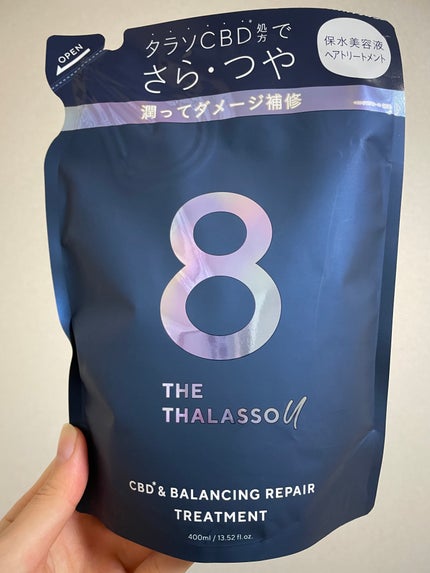 OPEN
タラソCBD処方で
さら・つや
潤ってダメージ補修
保水美容液
ヘアトリートメント
8
THE
THALASSO U
CBD* & BALANCING REPAIR
TREATMENT
400ml / 13.52 fl.oz.